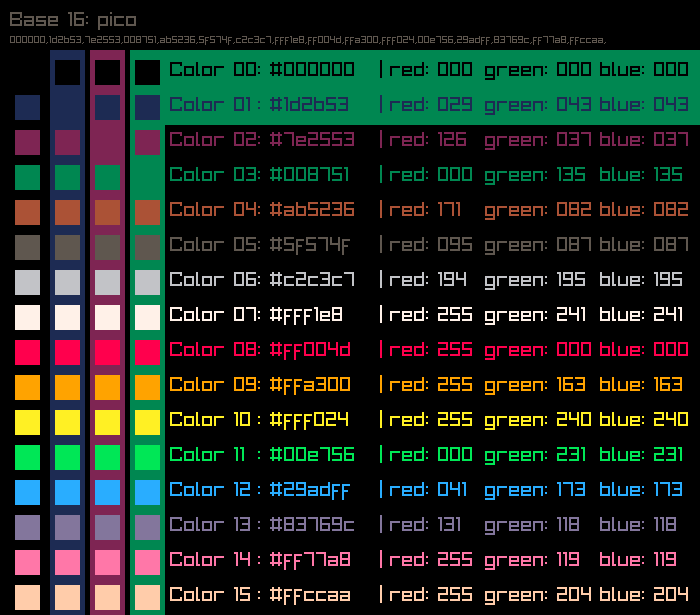 Base 16: pico
000000,1d2b53,7e2553,008751,ab5236,5f574f,c2c3c7,fff1e8,ff004d,ffa300,fff024,00e756,29adff,83769c,ff77a8,ffccaa,
Color 00: #000000 | red: 000 green: 000 blue: 000
Color 01 : #1d2b53 | red: 029 green: 043 blue: 043
Color 02: #7e2553 | red: 126 green: 037 blue: 037
Color 03: #008751 | red: 000 green: 135 blue: 135
Color 04: #ab5236 | red: 171 green: 082 blue: 082
Color 05: #5f574f | red: 095 green: 087 blue: 087
Color 06: #c2c3c7 | red: 194 green: 195 blue: 195
Color 07: #fff1e8 | red: 255 green: 241 blue: 241
Color 08: #ff004d | red: 255 green: 000 blue: 000
Color 09: #ffa300 | red: 255 green: 163 blue: 163
Color 10 : #fff024 | red: 255 green: 240 blue: 240
Color 11 : #00e756 | red: 000 green: 231 blue: 231
Color 12 : #29adff | red: 041 green: 173 blue: 173
Color 13 : #83769c | red: 131 green: 118 blue: 118
Color 14 : #ff77a8 | red: 255 green: 119 blue: 119
Color 15 : #ffccaa | red: 255 green: 204 blue: 204